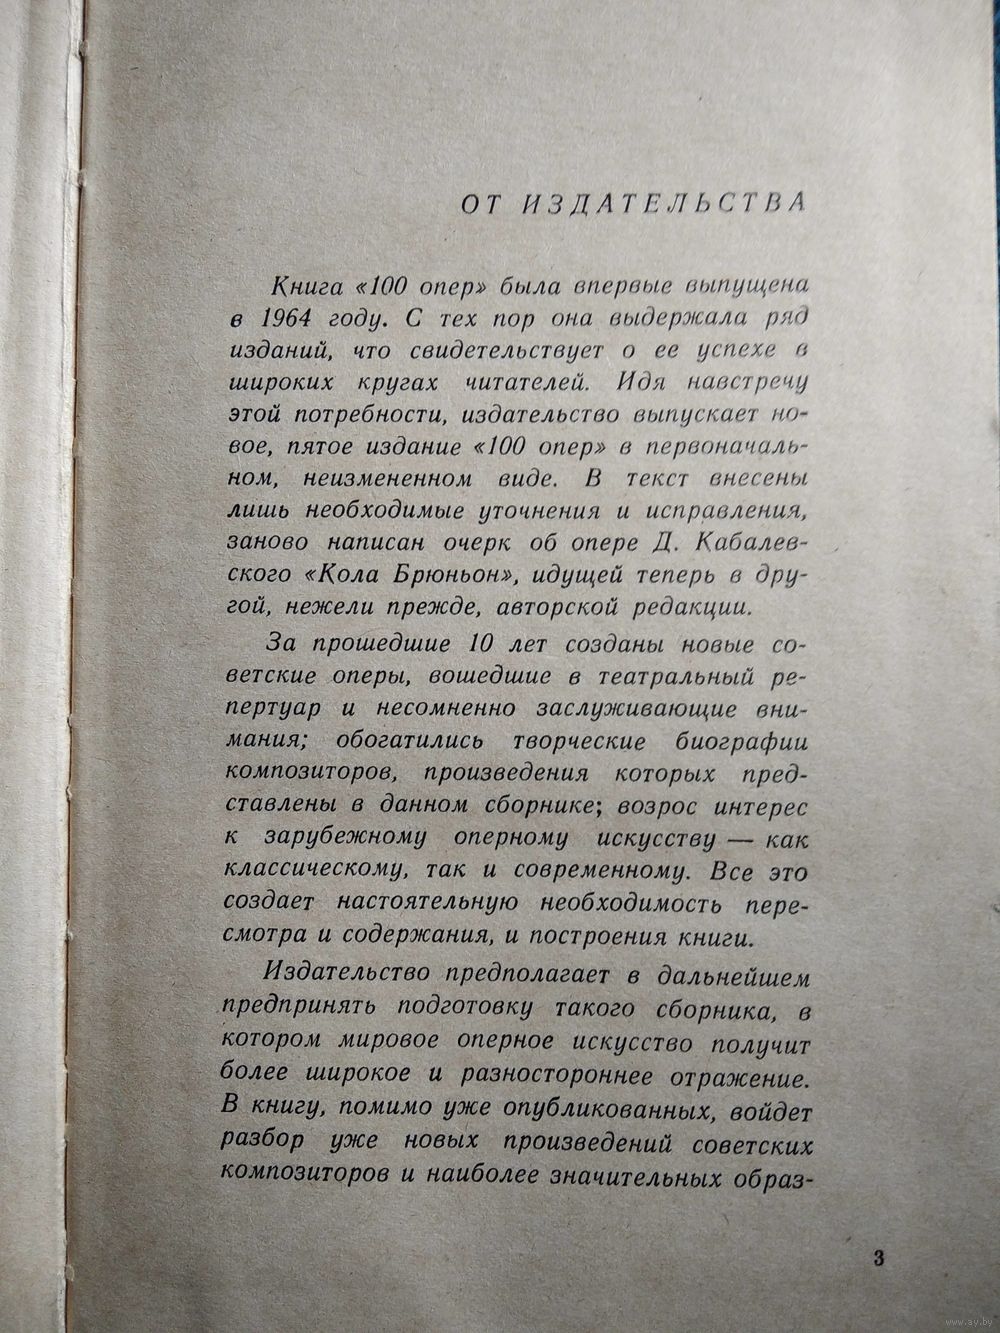 ОТ ИЗДАТЕЛЬСТВА
Книга «100 опер» была впервые выпущена
в 1964 году. С тех пор она выдержала ряд
изданий, что свидетельствует о ее успехе в
широких кругах читателей. Идя навстречу
этой потребности, издательство выпускает но-
вое, пятое издание «100 опер» в первоначаль-
ном, неизмененном виде. В текст внесены
лишь необходимые уточнения и исправления,
заново написан очерк об опере Д. Кабалев-
ского «Кола Брюньон», идущей теперь в дру-
гой, нежели прежде, авторской редакции.
За прошедшие 10 лет созданы новые со-
ветские оперы, вошедшие в театральный ре-
пертуар и несомненно заслуживающие вни-
мания; обогатились творческие биографии
композиторов, произведения которых пред-
ставлены в данном сборнике; возрос интерес
к зарубежному оперному искусству — как
классическому, так и современному. Все это
создает настоятельную необходимость пере-
смотра и содержания, и построения книги.
Издательство предполагает в дальнейшем
предпринять подготовку такого сборника, в
котором мировое оперное искусство получит
более широкое и разностороннее отражение.
В книгу, помимо уже опубликованных, войдет
разбор уже новых произведений советских
композиторов и наиболее значительных образ-
3
www.ay.by